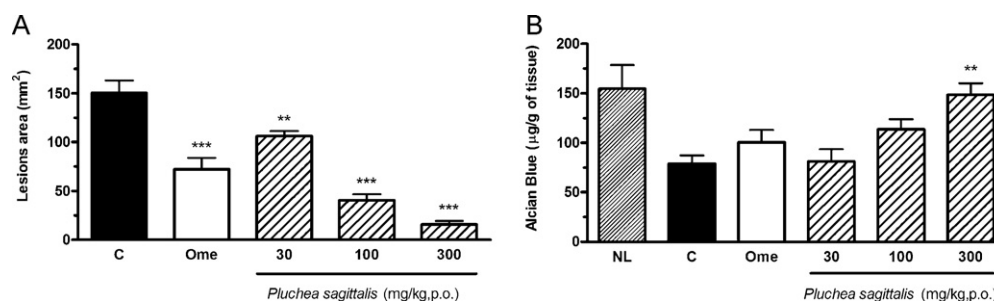 A
Lesions area (mm²)
200
150
100
50
0
***
**
***
***
C Ome 30 100 300
Pluchea sagittalis (mg/kg,p.o.)
B
Alcian Blue (µg/g of tissue)
200
150
100
50
0
**
NL C Ome 30 100 300
Pluchea sagittalis (mg/kg,p.o.)